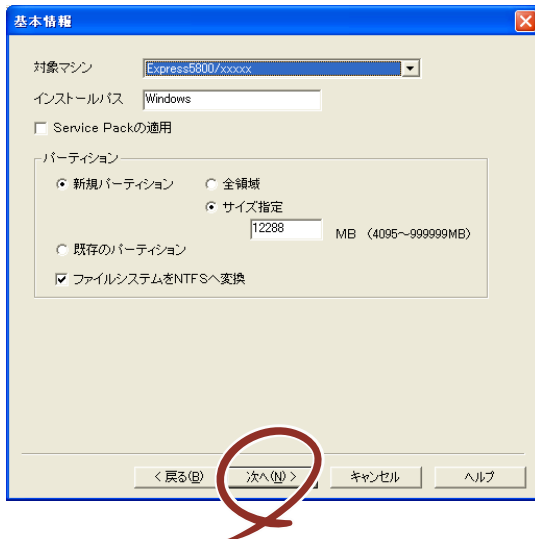 基本情報
対象マシン Express5800/xxxxx
インストールパス Windows
Service Packの適用
パーティション
新規パーティション 全領域
サイズ指定
12288 MB (4095～999999MB)
既存のパーティション
ファイルシステムをNTFSへ変換
< 戻る(B) 次へ(N) > キャンセル ヘルプ